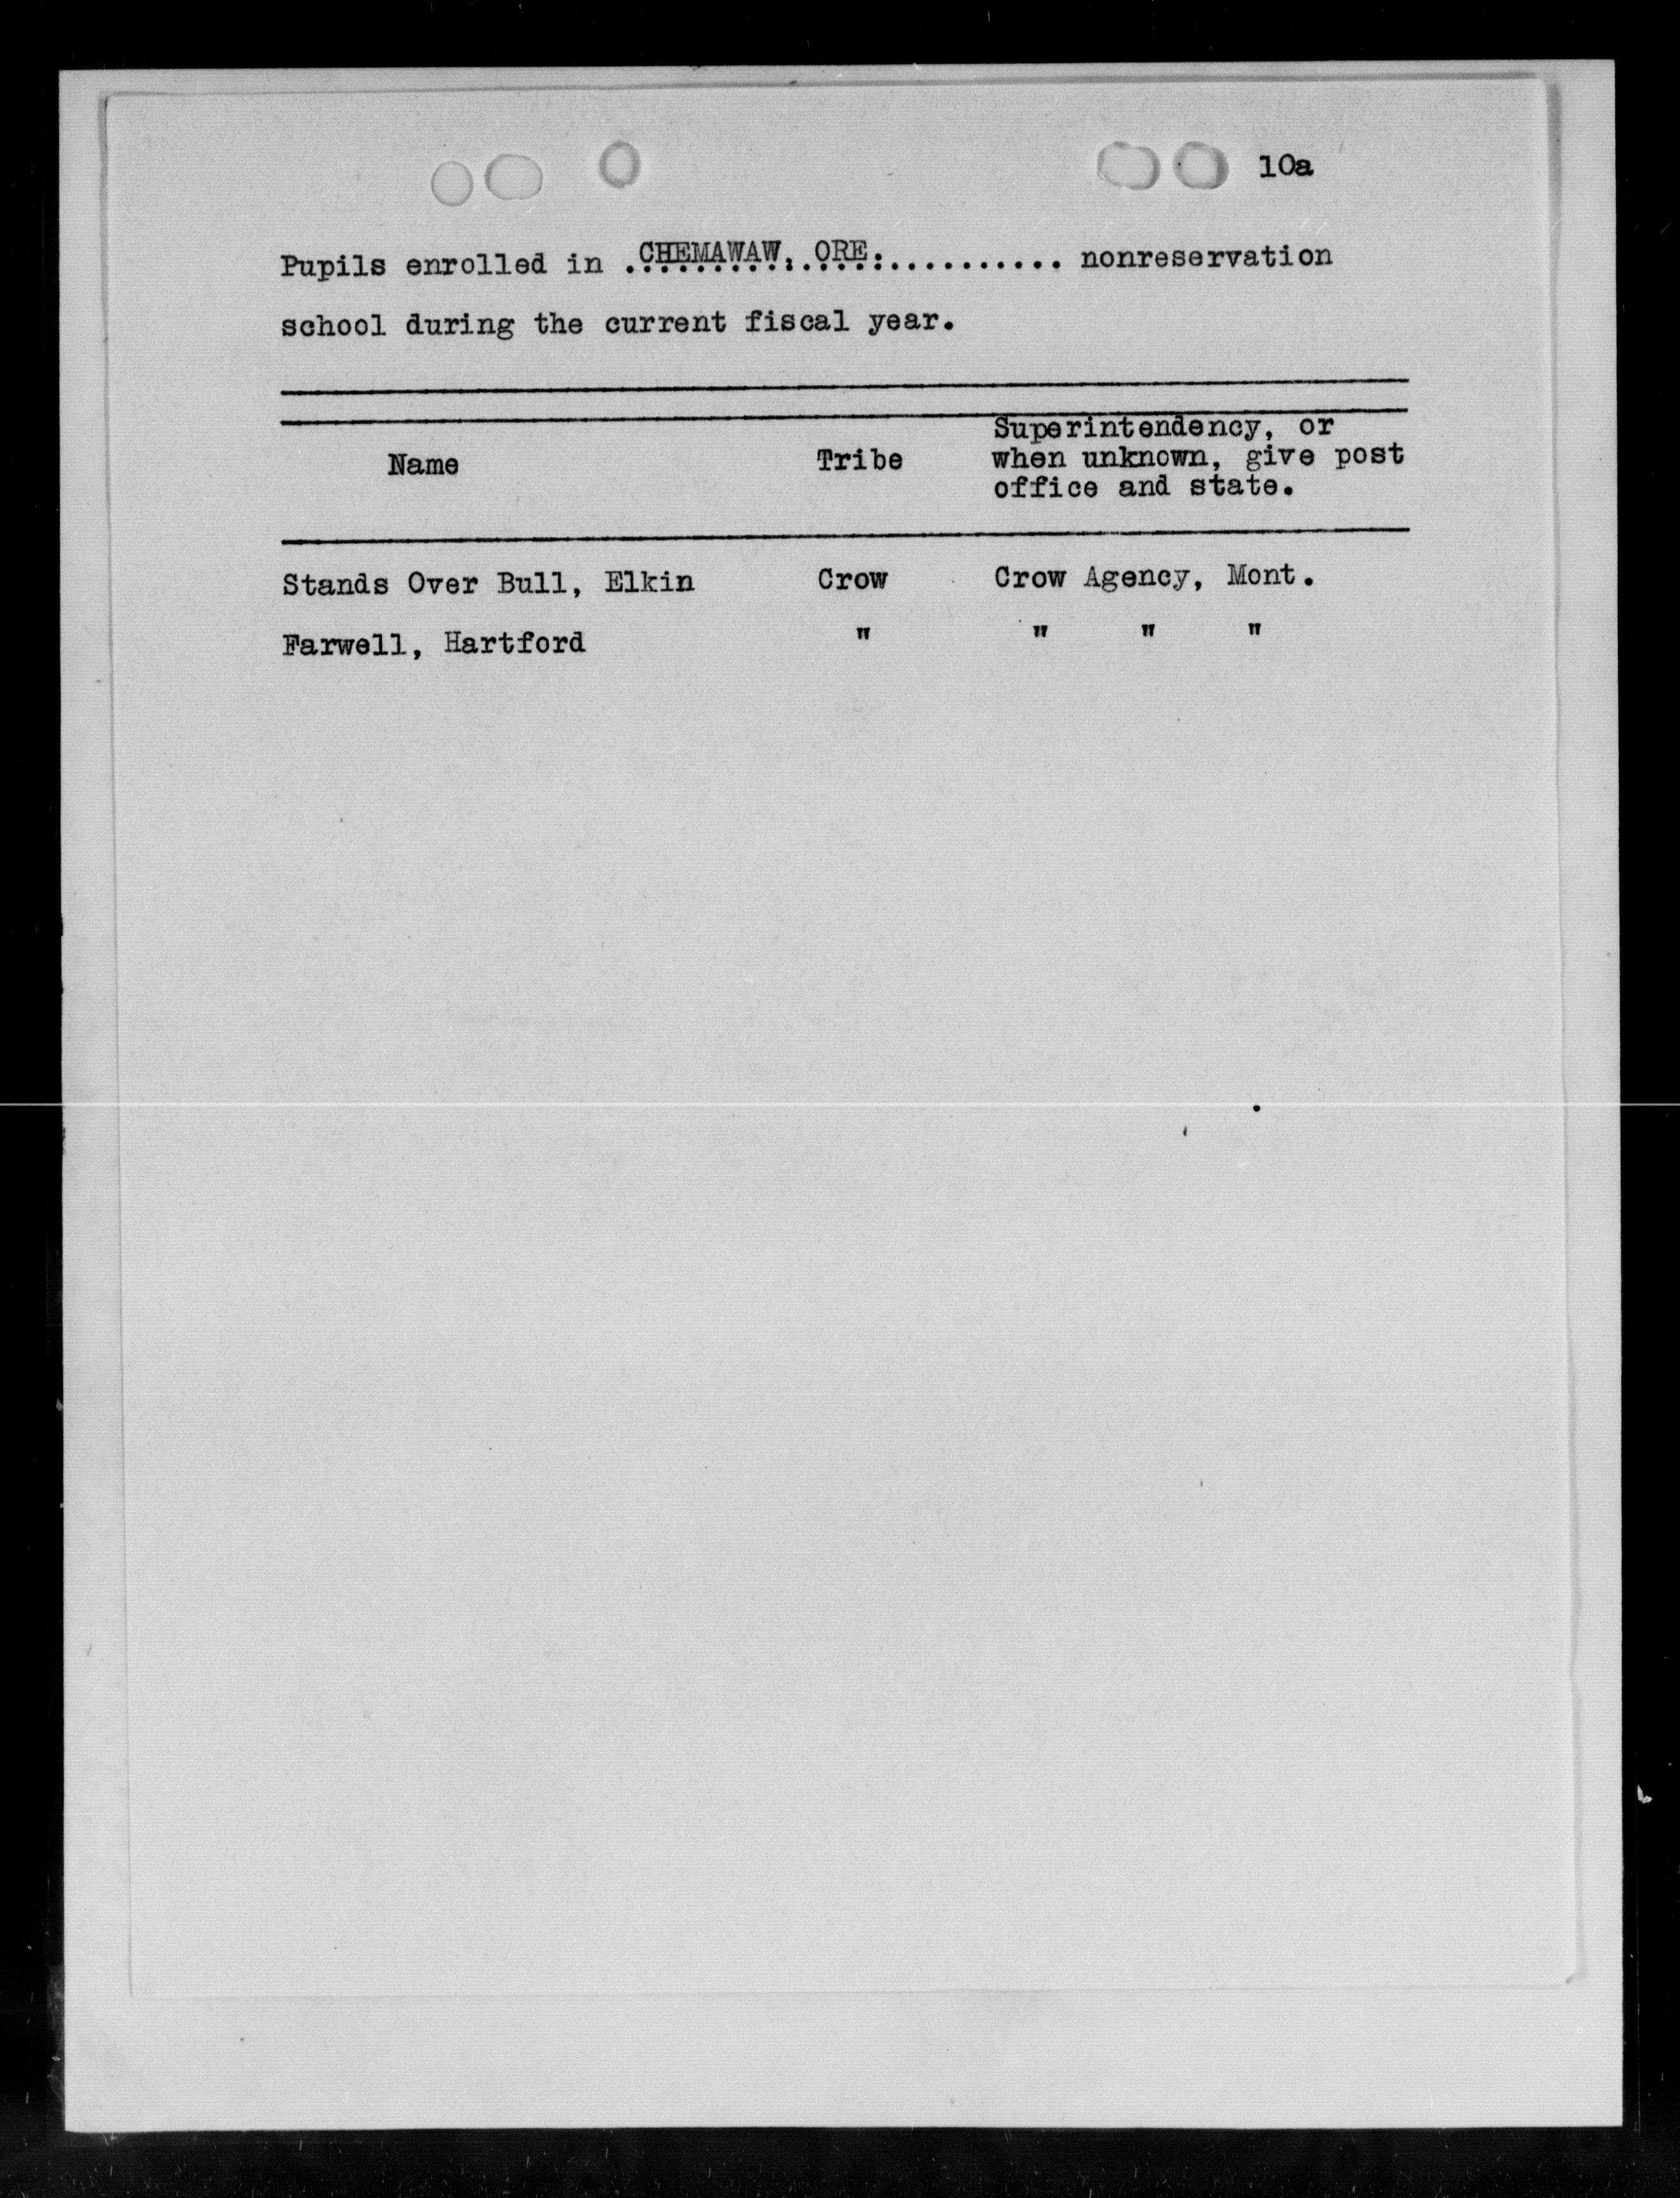 10a
Pupils enrolled in .CHEMAWAW, ORE............ nonreservation
school during the current fiscal year.
Name Tribe Superintendency, or
when unknown, give post
office and state.
Stands Over Bull, Elkin Crow Crow Agency, Mont.
Farwell, Hartford " " " "